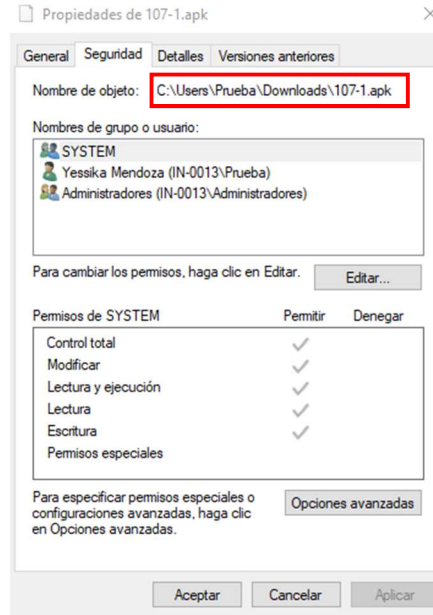 Propiedades de 107-1.apk
General Seguridad Detalles Versiones anteriores
Nombre de objeto: C:\Users\Prueba\Downloads\107-1.apk
Nombres de grupo o usuario:
SYSTEM
Yessika Mendoza (IN-0013\Prueba)
Administradores (IN-0013\Administradores)
Para cambiar los permisos, haga clic en Editar. Editar...
Permisos de SYSTEM Permitir Denegar
Control total
Modificar
Lectura y ejecución
Lectura
Escritura
Permisos especiales
Para especificar permisos especiales o
configuraciones avanzadas, haga clic
en Opciones avanzadas.
Opciones avanzadas
Aceptar Cancelar Aplicar